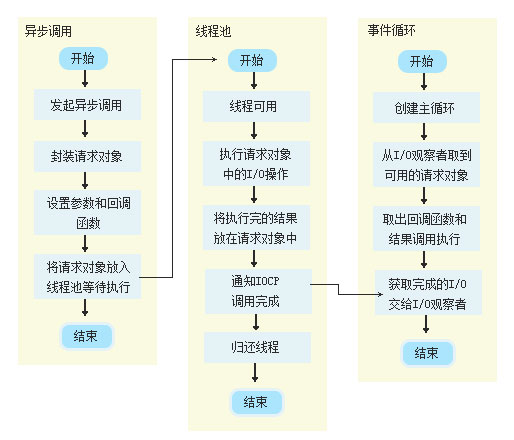 异步调用
开始
发起异步调用
封装请求对象
设置参数和回调
函数
将请求对象放入
线程池等待执行
结束
线程池
开始
线程可用
执行请求对象
中的I/O操作
将执行完的结果
放在请求对象中
通知IOCP
调用完成
归还线程
结束
事件循环
开始
创建主循环
从I/O观察者取到
可用的请求对象
取出回调函数和
结果调用执行
获取完成的I/O
交给I/O观察者
结束